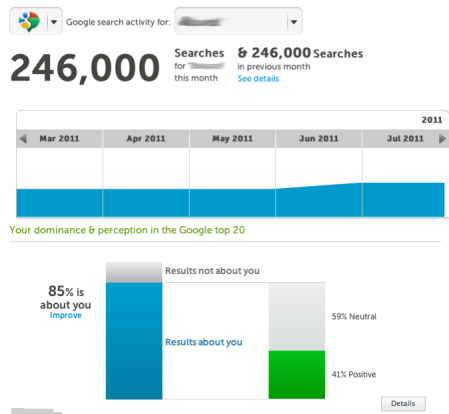 Google search activity for:
246,000
Searches
for
this month
& 246,000 Searches
in previous month
See details
2011
Mar 2011 Apr 2011 May 2011 Jun 2011 Jul 2011
Your dominance & perception in the Google top 20
85% is
about you
Improve
Results not about you
Results about you
59% Neutral
41% Positive
Details